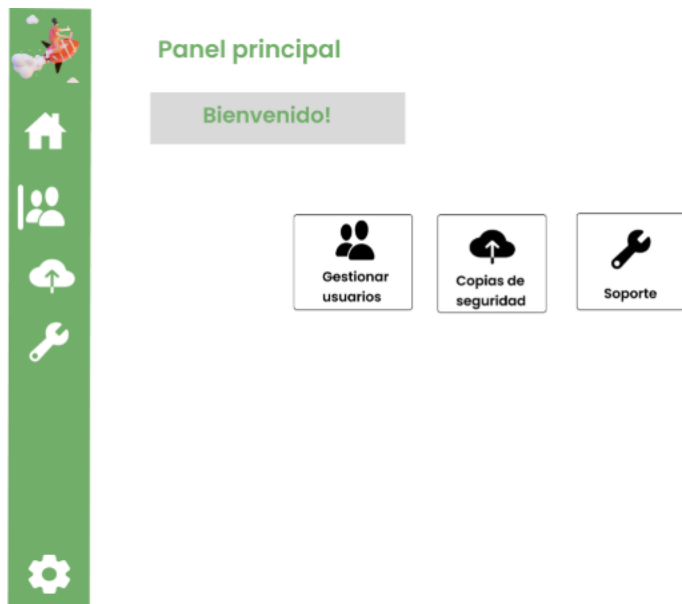 Panel principal
Bienvenido!
Gestionar
usuarios
Copias de
seguridad
Soporte